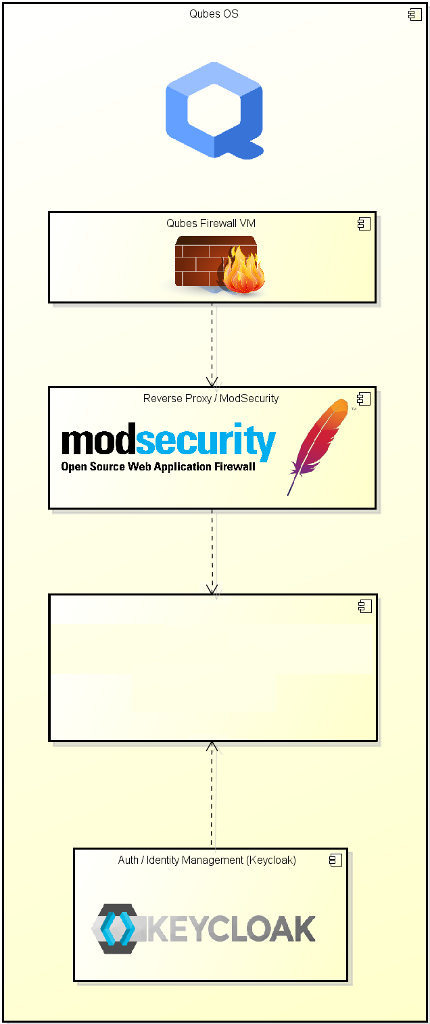 Qubes OS
Qubes Firewall VM
Reverse Proxy / ModSecurity
modsecurity
Open Source Web Application Firewall
Auth / Identity Management (Keycloak)
KEYCLOAK